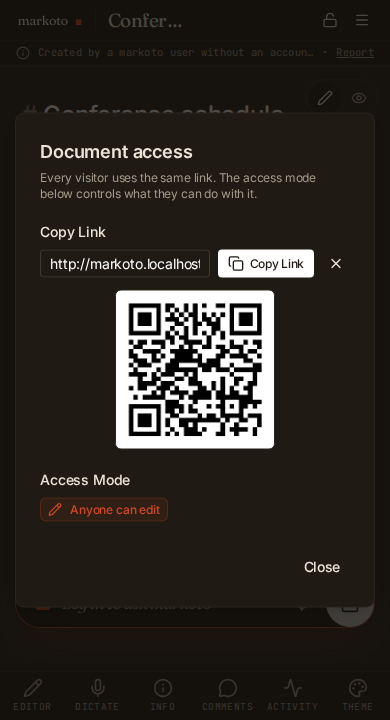 markoto
Confer...
Created by a markoto user without an accoun… · Report
# Conference schedule
Document access
Every visitor uses the same link. The access mode
below controls what they can do with it.
Copy Link
http://markoto.localhost
Copy Link
Access Mode
Anyone can edit
Close
EDITOR DICTATE INFO COMMENTS ACTIVITY THEME